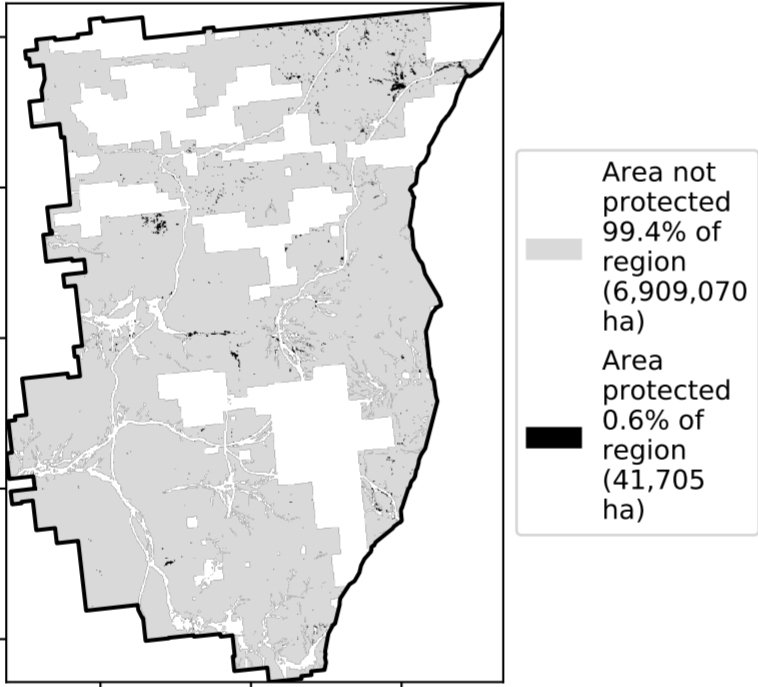 Area not
protected
99.4% of
region
(6,909,070
ha)
Area
protected
0.6% of
region
(41,705
ha)